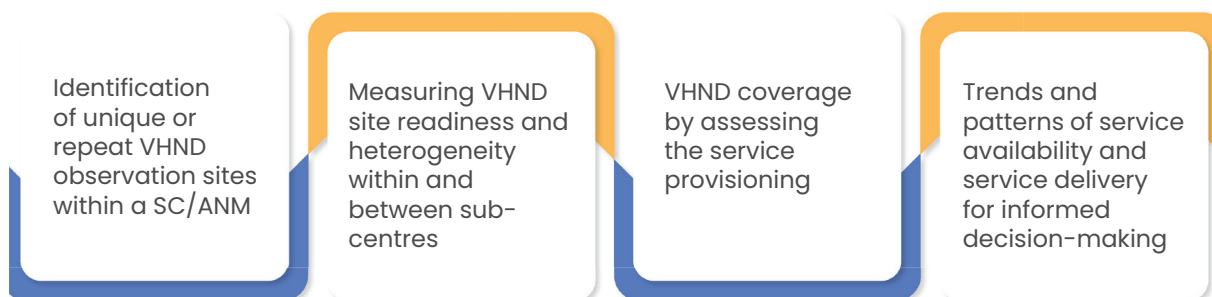 Identification
of unique or
repeat VHND
observation sites
within a SC/ANM
Measuring VHND
site readiness and
heterogeneity
within and
between sub-
centres
VHND coverage
by assessing
the service
provisioning
Trends and
patterns of service
availability and
service delivery
for informed
decision-making